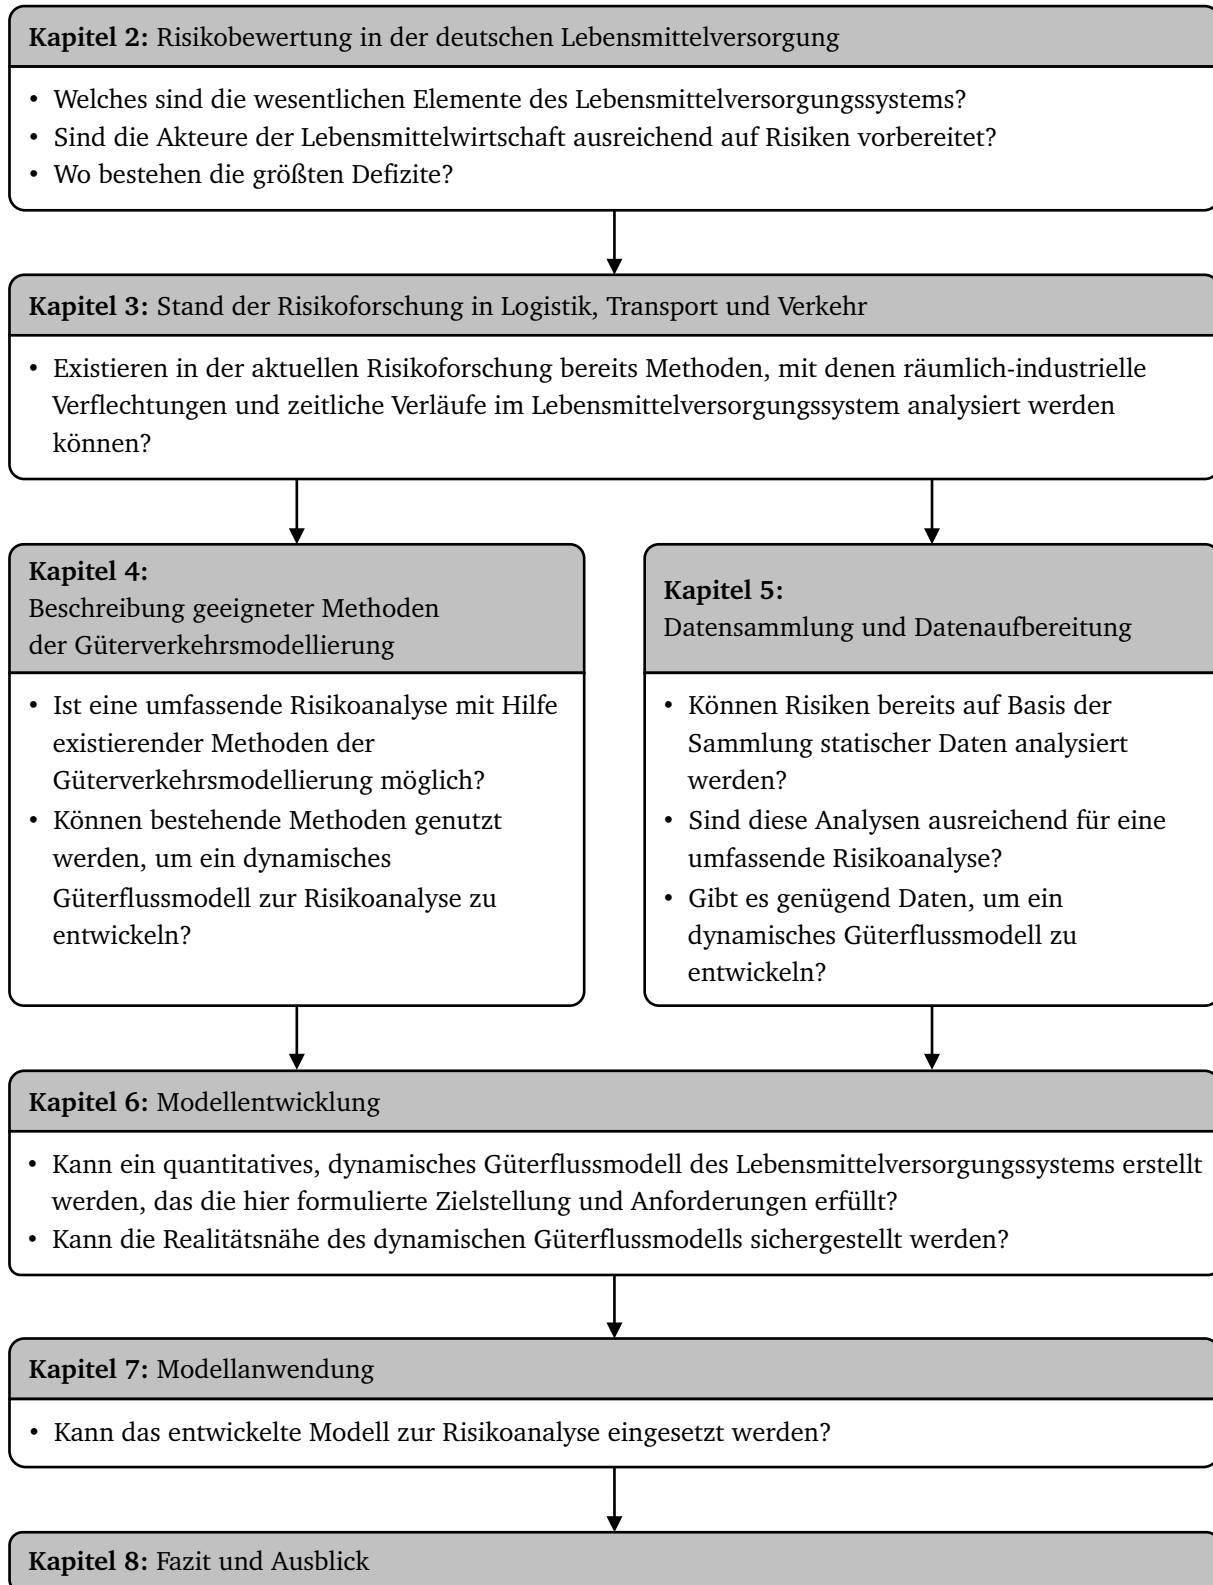 Kapitel 2: Risikobewertung in der deutschen Lebensmittelversorgung
• Welches sind die wesentlichen Elemente des Lebensmittelversorgungssystems?
• Sind die Akteure der Lebensmittelwirtschaft ausreichend auf Risiken vorbereitet?
• Wo bestehen die größten Defizite?
Kapitel 3: Stand der Risikoforschung in Logistik, Transport und Verkehr
• Existieren in der aktuellen Risikoforschung bereits Methoden, mit denen räumlich-industrielle
Verflechtungen und zeitliche Verläufe im Lebensmittelversorgungssystem analysiert werden
können?
Kapitel 4:
Beschreibung geeigneter Methoden
der Güterverkehrsmodellierung
• Ist eine umfassende Risikoanalyse mit Hilfe
existierender Methoden der
Güterverkehrsmodellierung möglich?
• Können bestehende Methoden genutzt
werden, um ein dynamisches
Güterflussmodell zur Risikoanalyse zu
entwickeln?
Kapitel 5:
Datensammlung und Datenaufbereitung
• Können Risiken bereits auf Basis der
Sammlung statischer Daten analysiert
werden?
• Sind diese Analysen ausreichend für eine
umfassende Risikoanalyse?
• Gibt es genügend Daten, um ein
dynamisches Güterflussmodell zu
entwickeln?
Kapitel 6: Modellentwicklung
• Kann ein quantitatives, dynamisches Güterflussmodell des Lebensmittelversorgungssystems erstellt
werden, das die hier formulierte Zielstellung und Anforderungen erfüllt?
• Kann die Realitätsnähe des dynamischen Güterflussmodells sichergestellt werden?
Kapitel 7: Modellanwendung
• Kann das entwickelte Modell zur Risikoanalyse eingesetzt werden?
Kapitel 8: Fazit und Ausblick